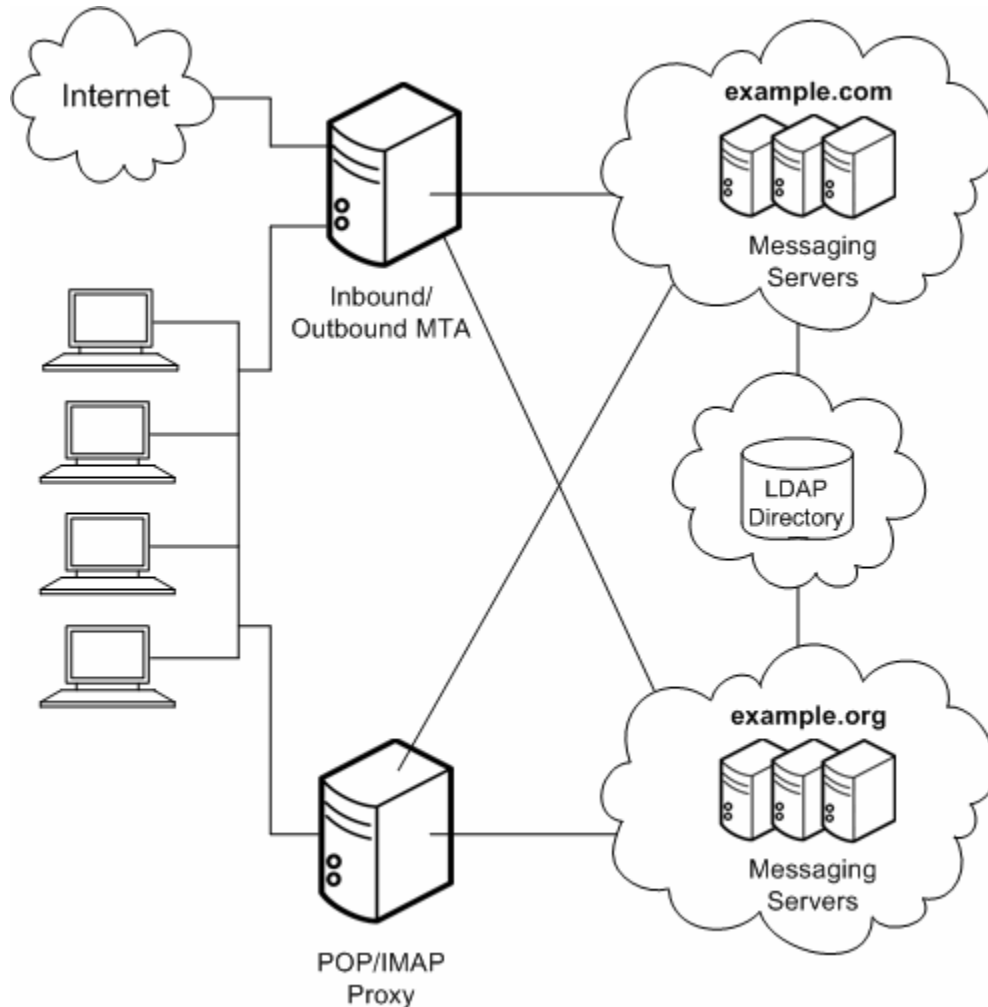 Internet
example.com
Messaging
Servers
Inbound/
Outbound MTA
LDAP
Directory
example.org
Messaging
Servers
POP/IMAP
Proxy